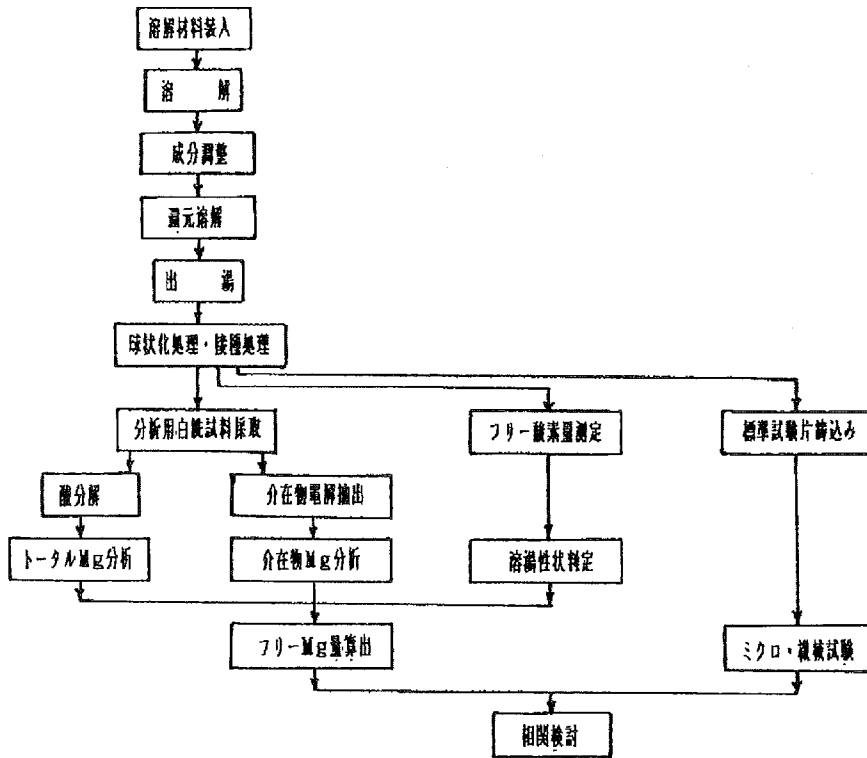 溶解材料装入
溶　解
成分調整
還元溶解
出　湯
球状化処理・接種処理
分析用白銑試料採取
フリー酸素量測定
標準試験片鋳込み
酸分解
介在物電解抽出
トータルMg分析
介在物Mg分析
溶湯性状判定
フリーMg量算出
ミクロ・機械試験
相関検討